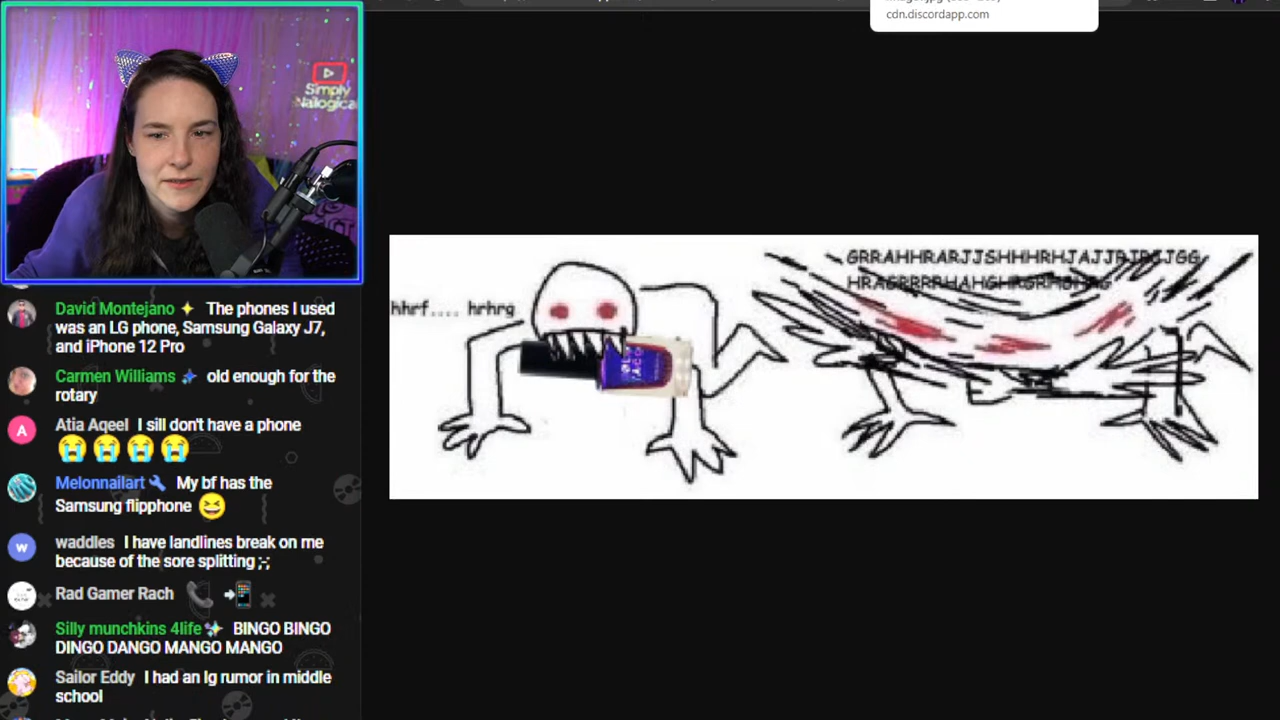 cdn.discordapp.com
Simply
Nailogical
David Montejano The phones I used
was an LG phone, Samsung Galaxy J7,
and iPhone 12 Pro
Carmen Williams old enough for the
rotary
A
Atia Aqeel I sill don't have a phone
Melonnailart My bf has the
Samsung flipphone
w
waddles I have landlines break on me
because of the sore splitting ;-;
Rad Gamer Rach
Silly munchkins 4life BINGO BINGO
DINGO DANGO MANGO MANGO
Sailor Eddy I had an lg rumor in middle
school
hhrf.... hrhrg